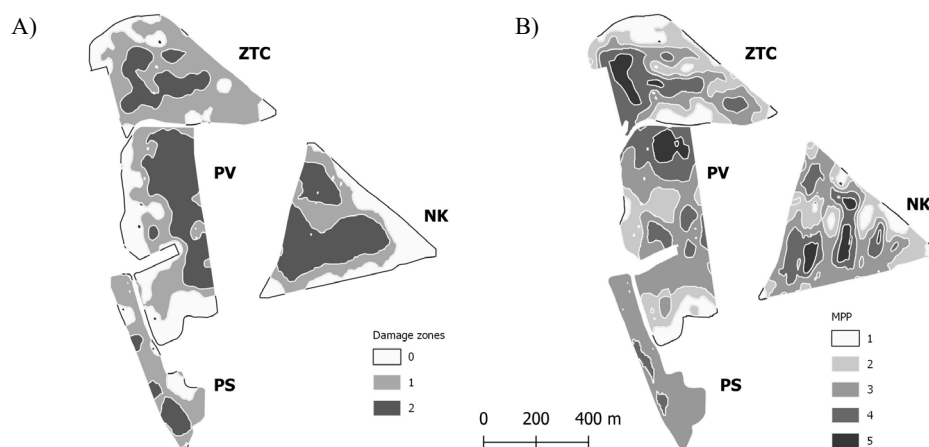 A)
ZTC
PV
NK
PS
Damage zones
0
1
2
B)
ZTC
PV
NK
PS
MPP
1
2
3
4
5
0 200 400 m